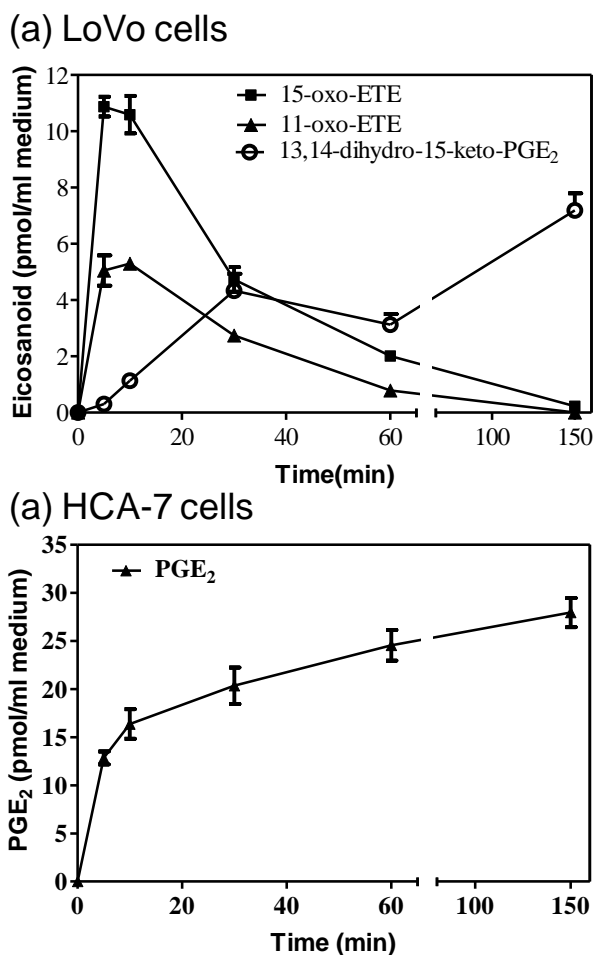 (a) LoVo cells
12
10
8
6
4
2
0
Eicosanoid (pmol/ml medium)
15-oxo-ETE
11-oxo-ETE
13,14-dihydro-15-keto-PGE₂
0 20 40 60 100 150
Time(min)
(a) HCA-7 cells
35
30
25
20
15
10
5
0
PGE₂ (pmol/ml medium)
PGE₂
0 20 40 60 100 150
Time (min)